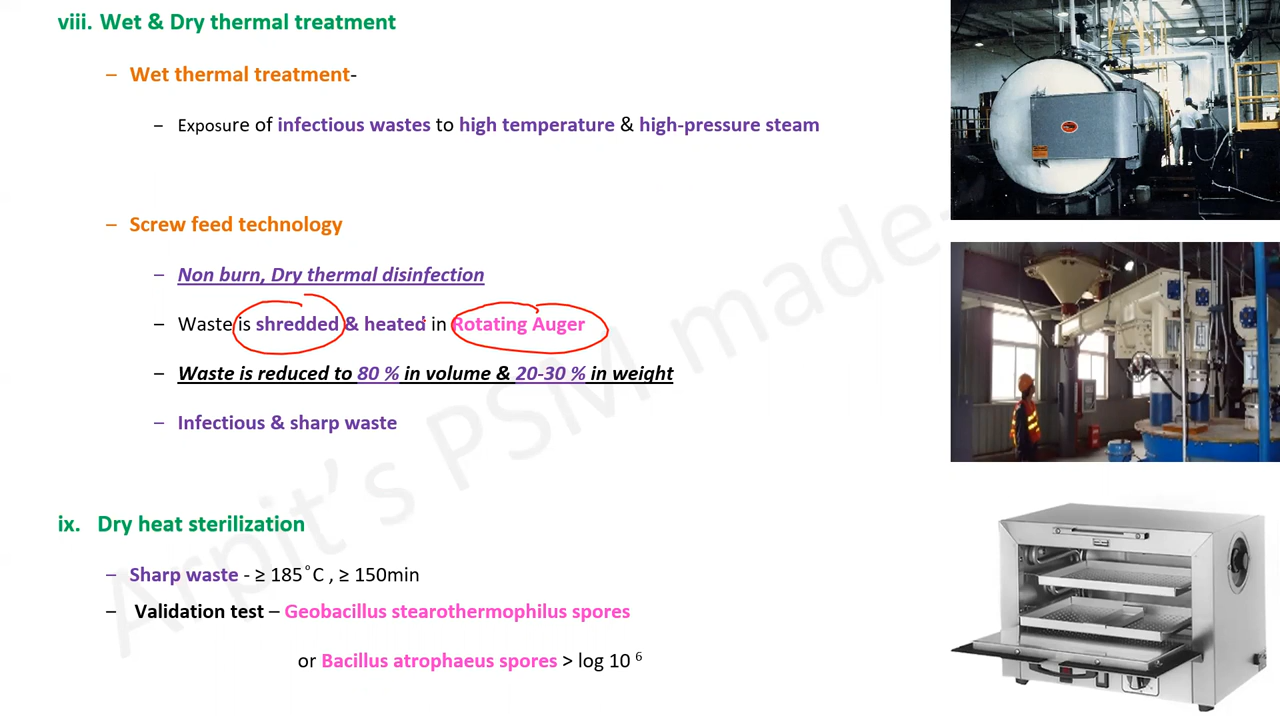 viii. Wet & Dry thermal treatment
– Wet thermal treatment-
– Exposure of infectious wastes to high temperature & high-pressure steam
– Screw feed technology
– Non burn, Dry thermal disinfection
– Waste is shredded & heated in Rotating Auger
– Waste is reduced to 80 % in volume & 20-30 % in weight
– Infectious & sharp waste
ix. Dry heat sterilization
– Sharp waste - ≥ 185°C , ≥ 150min
– Validation test – Geobacillus stearothermophilus spores
or Bacillus atrophaeus spores > log 10 ⁶
Arpit's PSM made-